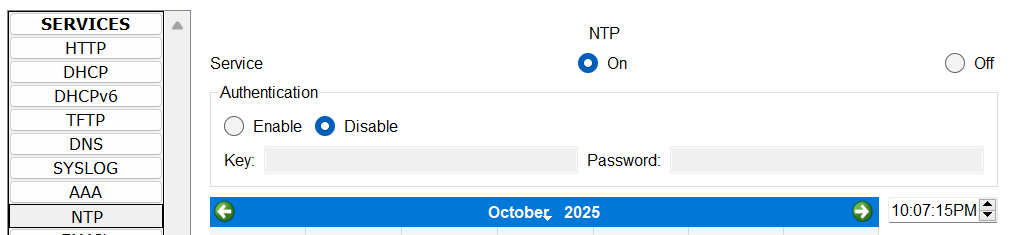 SERVICES
HTTP
DHCP
DHCPv6
TFTP
DNS
SYSLOG
AAA
NTP
NTP
Service On Off
Authentication
Enable Disable
Key: Password:
October, 2025 10:07:15PM